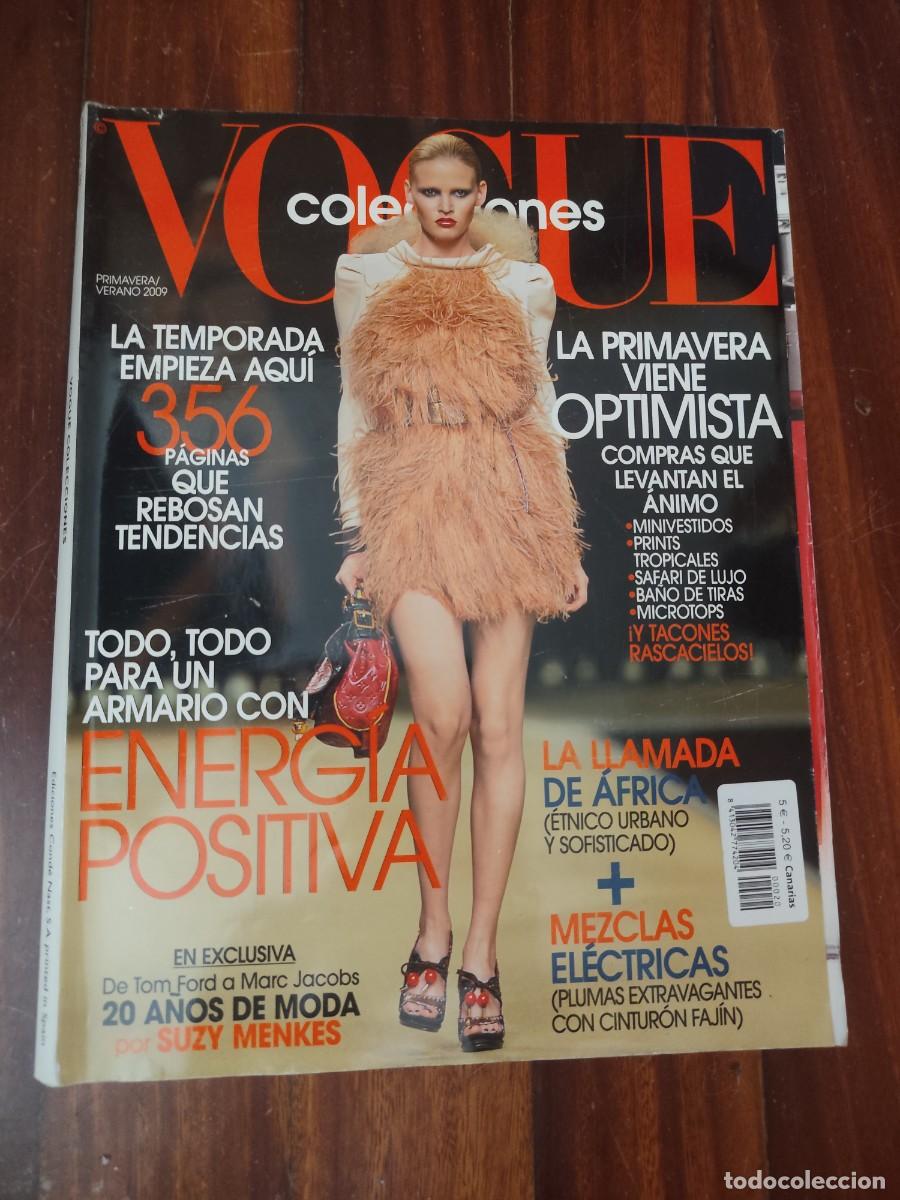 ©
VOGUE
colecciones
PRIMAVERA/
VERANO 2009
LA TEMPORADA
EMPIEZA AQUÍ
356
PÁGINAS
QUE
REBOSAN
TENDENCIAS
LA PRIMAVERA
VIENE
OPTIMISTA
COMPRAS QUE
LEVANTAN EL
ÁNIMO
•MINIVESTIDOS
•PRINTS
TROPICALES
•SAFARI DE LUJO
•BAÑO DE TIRAS
•MICROTOPS
¡Y TACONES
RASCACIELOS!
TODO, TODO
PARA UN
ARMARIO CON
ENERGÍA
POSITIVA
LA LLAMADA
DE ÁFRICA
(ÉTNICO URBANO
Y SOFISTICADO)
+
MEZCLAS
ELÉCTRICAS
(PLUMAS EXTRAVAGANTES
CON CINTURÓN FAJÍN)
EN EXCLUSIVA
De Tom Ford a Marc Jacobs
20 AÑOS DE MODA
por SUZY MENKES
5 € - 5,20 € Canarias
00020
8 413042 774204
VOGUE COLECCIONES
Ediciones Condé Nast, S.A. printed in Spain
todocoleccion